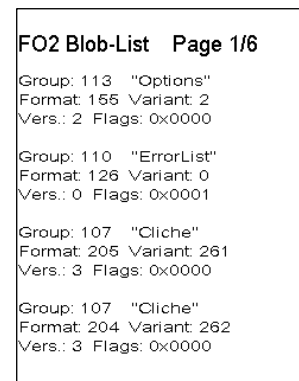 FO2 Blob-List Page 1/6
Group: 113 "Options"
Format: 155 Variant: 2
Vers.: 2 Flags: 0x0000
Group: 110 "ErrorList"
Format: 126 Variant: 0
Vers.: 0 Flags: 0x0001
Group: 107 "Cliche"
Format: 205 Variant: 261
Vers.: 3 Flags: 0x0000
Group: 107 "Cliche"
Format: 204 Variant: 262
Vers.: 3 Flags: 0x0000